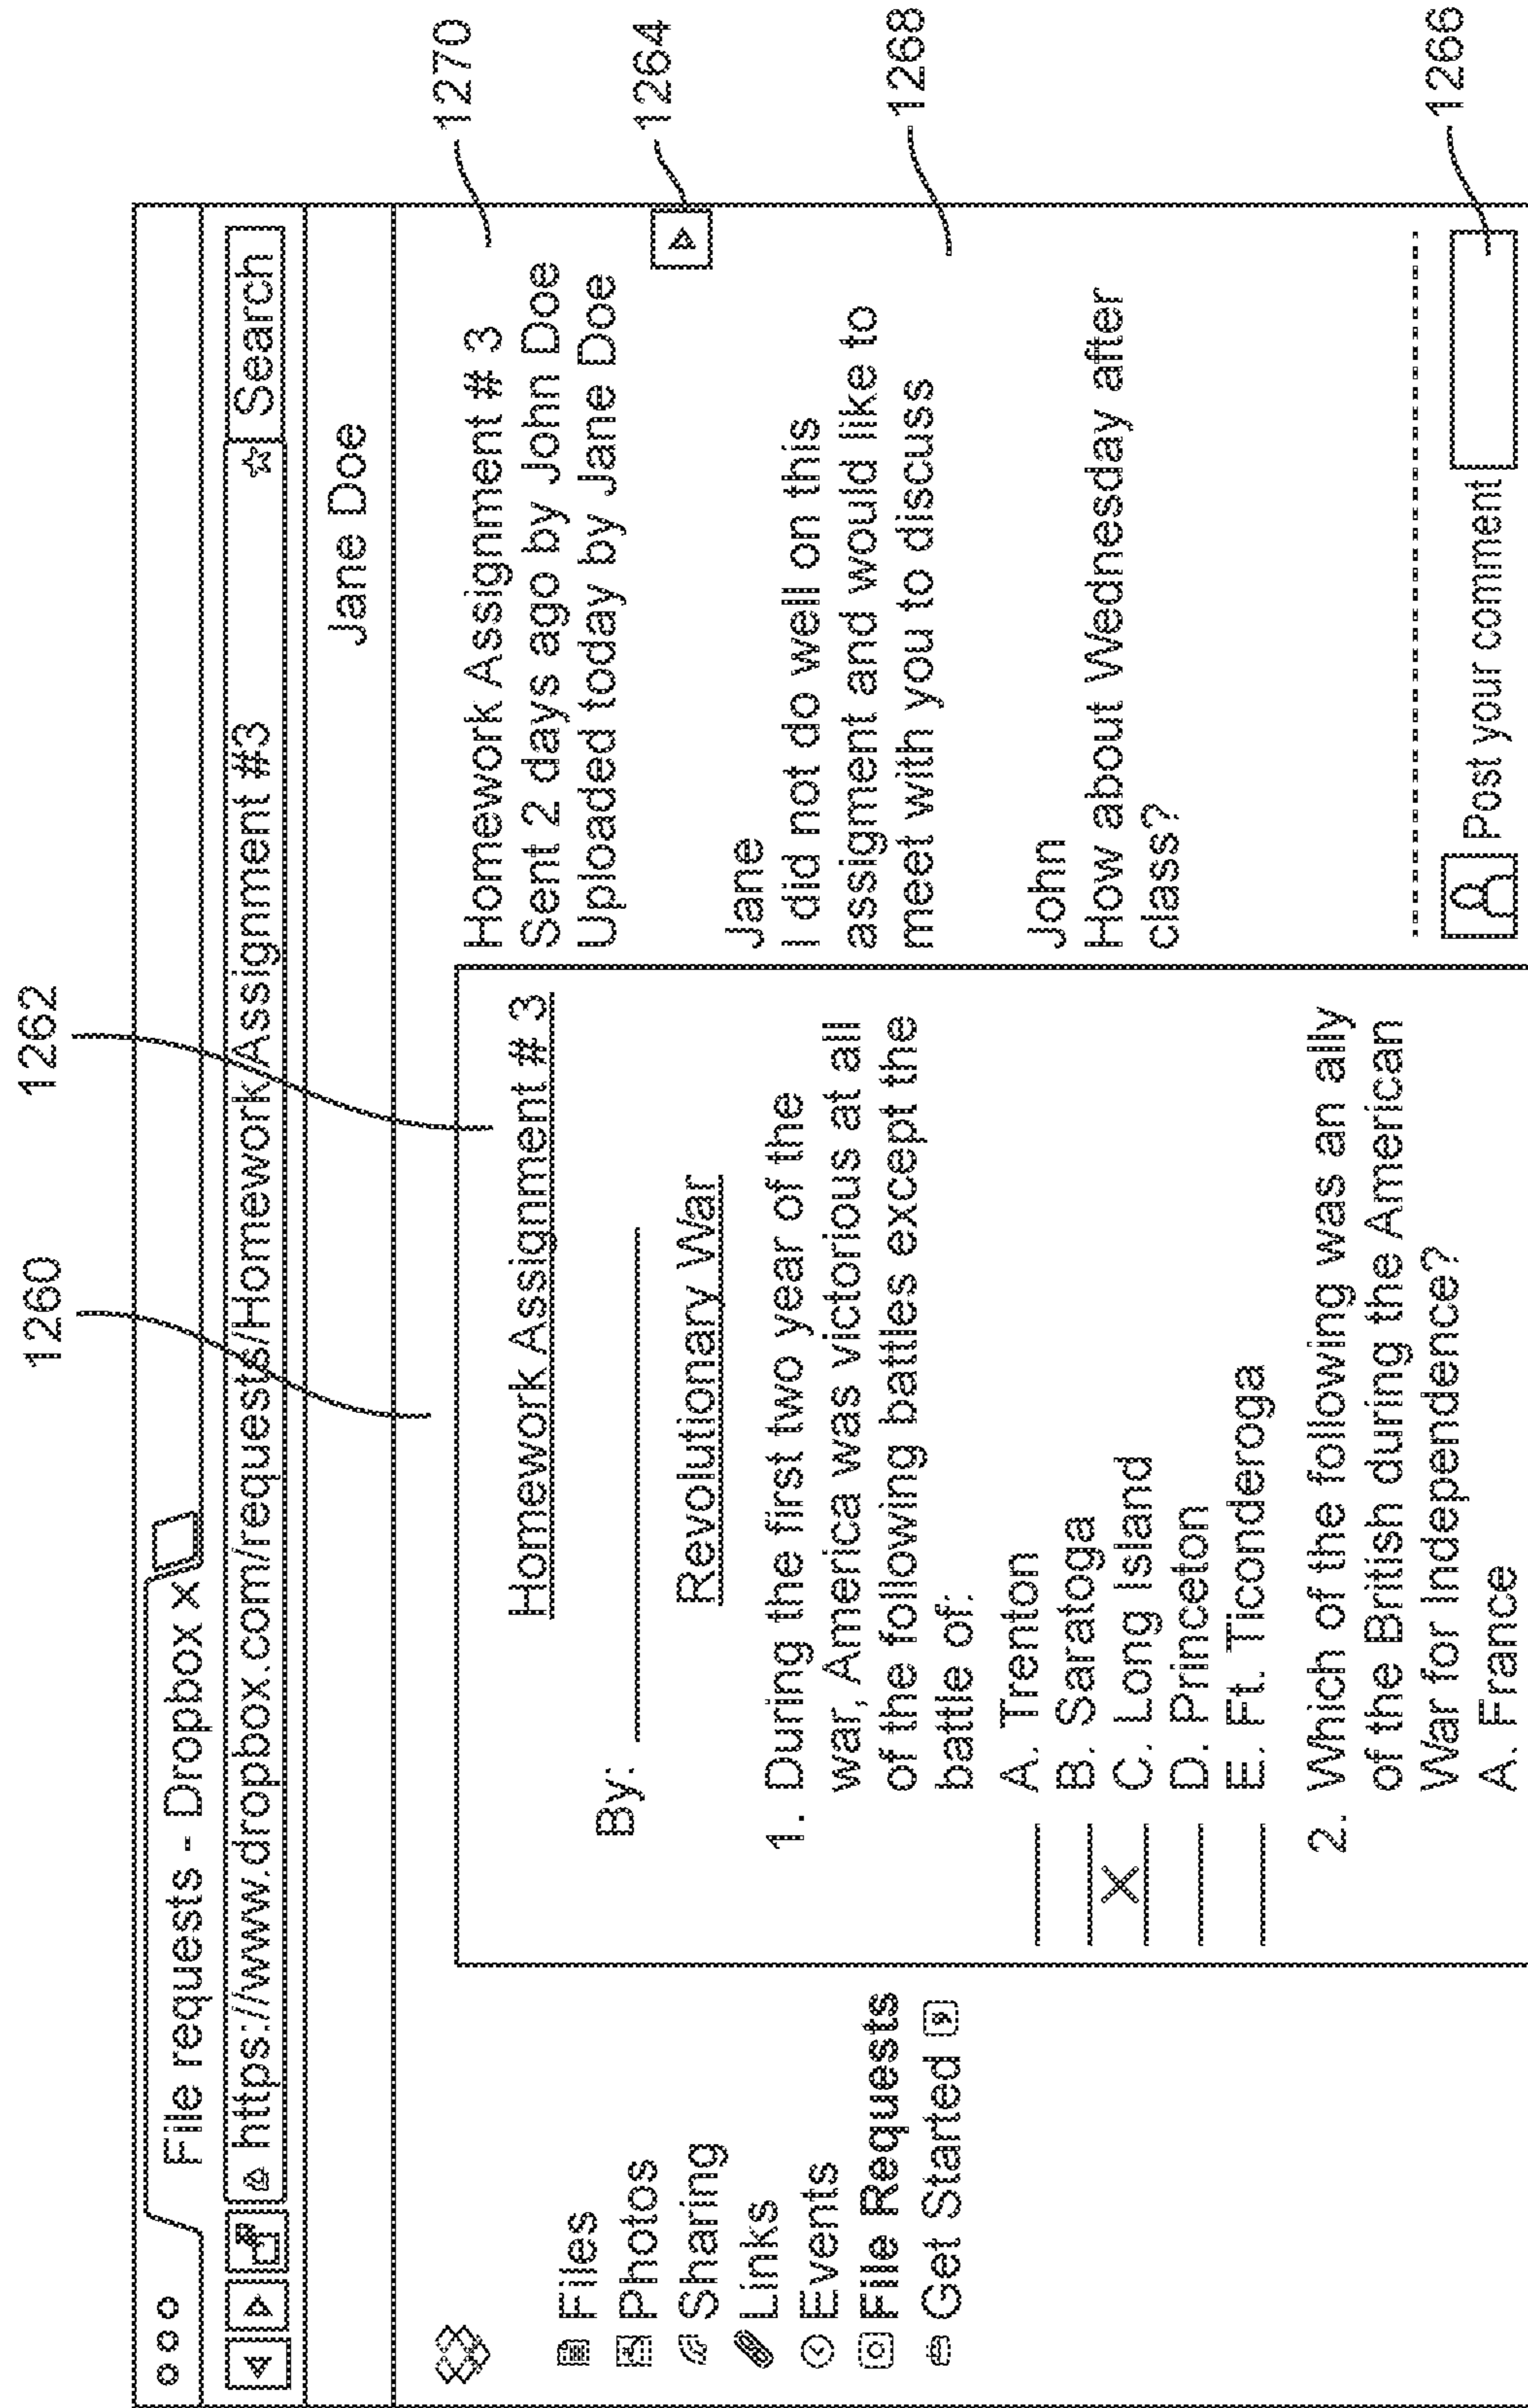 1260
1262
File requests - Dropbox x
https://www.dropbox.com/requests/Homework Assignment #3
Search
Jane Doe
Files
Photos
Sharing
Links
Events
File Requests
Get Started 9
Homework Assignment # 3
By:
Revolutionary War
1. During the first two year of the
war, America was victorious at all
of the following battles except the
battle of:
A. Trenton
B. Saratoga
X C. Long Island
D. Princeton
E. Ft. Ticonderoga
2. Which of the following was an ally
of the British during the American
War for Independence?
A. France
Homework Assignment # 3
Sent 2 days ago by John Doe
Uploaded today by Jane Doe
Jane
I did not do well on this
assigment and would like to
meet with you to discuss
John
How about Wednesday after
class?
Post your comment
1270
1264
1268
1266